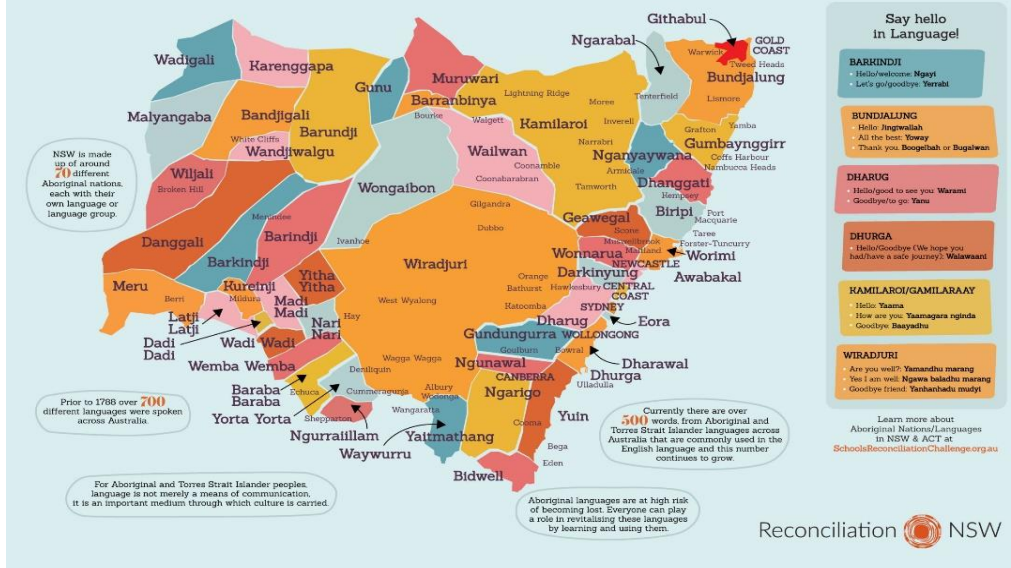 Githabul
Ngarabal
GOLD
COAST
Warwick
Tweed Heads
Bundjalung
Wadigali
Karenggapa
Gunu
Muruwari
Barranbinya
Lightning Ridge
Moree
Tenterfield
Lismore
Malyangaba
Bandjigali
Barundji
Bourke
Walgett
Kamilaroi
Inverell
Grafton
Yamba
White Cliffs
Wandjiwalgu
Wailwan
Narrabri
Nganyaywana
Gumbaynggirr
Coffs Harbour
Nambucca Heads
NSW is made
up of around
70 different
Aboriginal nations,
each with their
own language or
language group.
Wiljali
Broken Hill
Wongaibon
Coonamble
Coonabarabran
Armidale
Tamworth
Dhanggati
Kempsey
Menindee
Gilgandra
Geawegal
Biripi
Port
Macquarie
Danggali
Barindji
Ivanhoe
Dubbo
Scone
Muswellbrook
Maitland
Taree
Forster-Tuncurry
Worimi
Barkindji
Wiradjuri
Wonnarua
NEWCASTLE
Awabakal
Meru
Berri
Kureinji
Mildura
Yitha
Yitha
Orange
Bathurst
Darkinyung
Hawkesbury
CENTRAL
COAST
Latji
Latji
Madi
Madi
West Wyalong
Katoomba
SYDNEY
Dadi
Dadi
Nari
Nari
Hay
Dharug
Eora
Wadi Wadi
Gundungurra
WOLLONGONG
Wemba Wemba
Wagga Wagga
Goulburn
Bowral
Dharawal
Deniliquin
Ngunawal
Dhurga
Baraba
Baraba
Echuca
Cummeragunja
Albury
Wodonga
CANBERRA
Ulladulla
Yorta Yorta
Shepparton
Wangaratta
Ngarigo
Ngurraiillam
Yaitmathang
Cooma
Yuin
Waywurru
Bega
Eden
Bidwell
Prior to 1788 over 700
different languages were spoken
across Australia.
For Aboriginal and Torres Strait Islander peoples,
language is not merely a means of communication,
it is an important medium through which culture is carried.
Currently there are over
500 words, from Aboriginal and
Torres Strait Islander languages across
Australia that are commonly used in the
English language and this number
continues to grow.
Aboriginal languages are at high risk
of becoming lost. Everyone can play
a role in revitalising these languages
by learning and using them.
Say hello
in Language!
BARKINDJI
• Hello/welcome: Ngayi
• Let's go/goodbye: Yerrabi
BUNDJALUNG
• Hello: Jingiwallah
• All the best: Yoway
• Thank you: Boogelbah or Bugalwan
DHARUG
• Hello/good to see you: Warami
• Goodbye/to go: Yanu
DHURGA
• Hello/Goodbye (We hope you
had/have a safe journey): Walawaani
KAMILAROI/GAMILARAAY
• Hello: Yaama
• How are you: Yaamagara nginda
• Goodbye: Baayadhu
WIRADJURI
• Are you well?: Yamandhu marang
• Yes I am well: Ngawa baladhu marang
• Goodbye friend: Yanhanhadu mudyi
Learn more about
Aboriginal Nations/Languages
in NSW & ACT at
SchoolsReconciliationChallenge.org.au
Reconciliation NSW